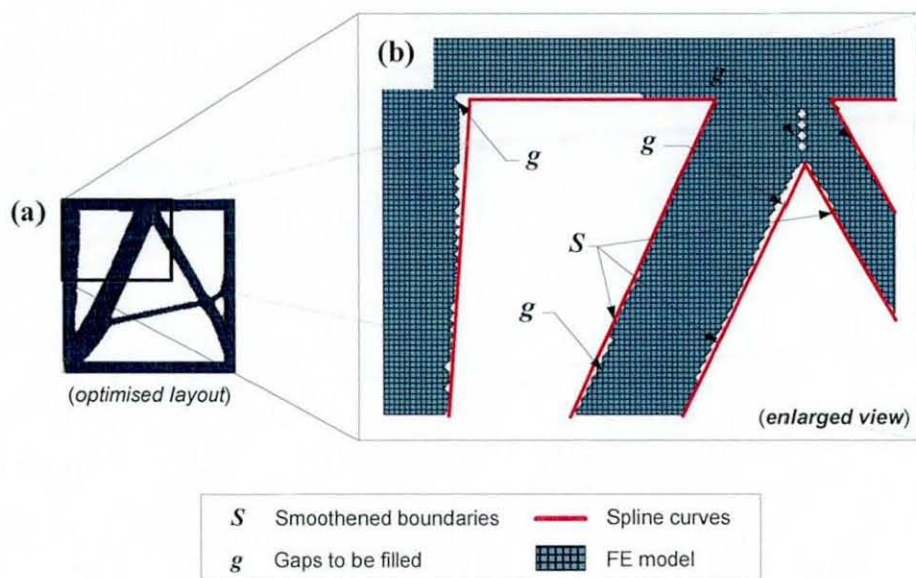 (b)
g
g
g
(a)
S
g
(optimised layout)
(enlarged view)
S Smoothened boundaries Spline curves
g Gaps to be filled FE model